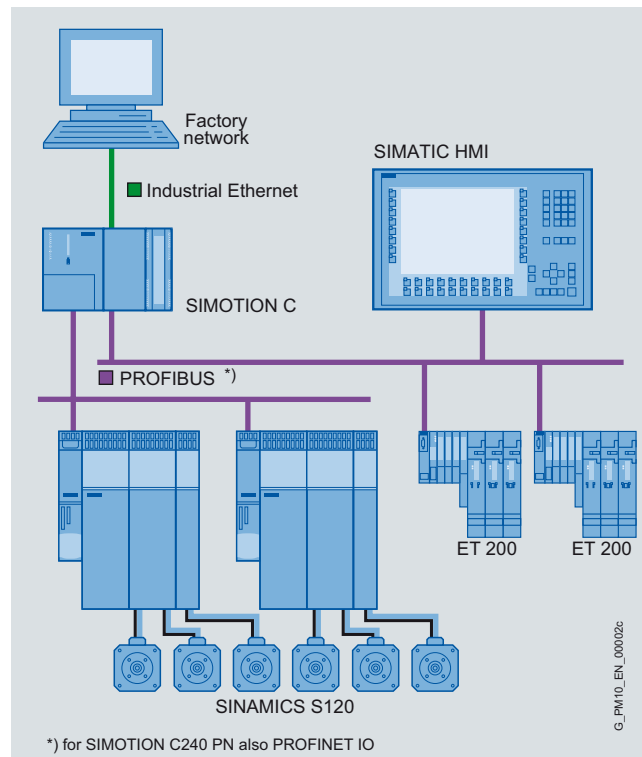 Factory
network
SIMATIC HMI
Industrial Ethernet
SIMOTION C
PROFIBUS *)
ET 200
ET 200
SINAMICS S120
G_PM10_EN_00002c
*) for SIMOTION C240 PN also PROFINET IO